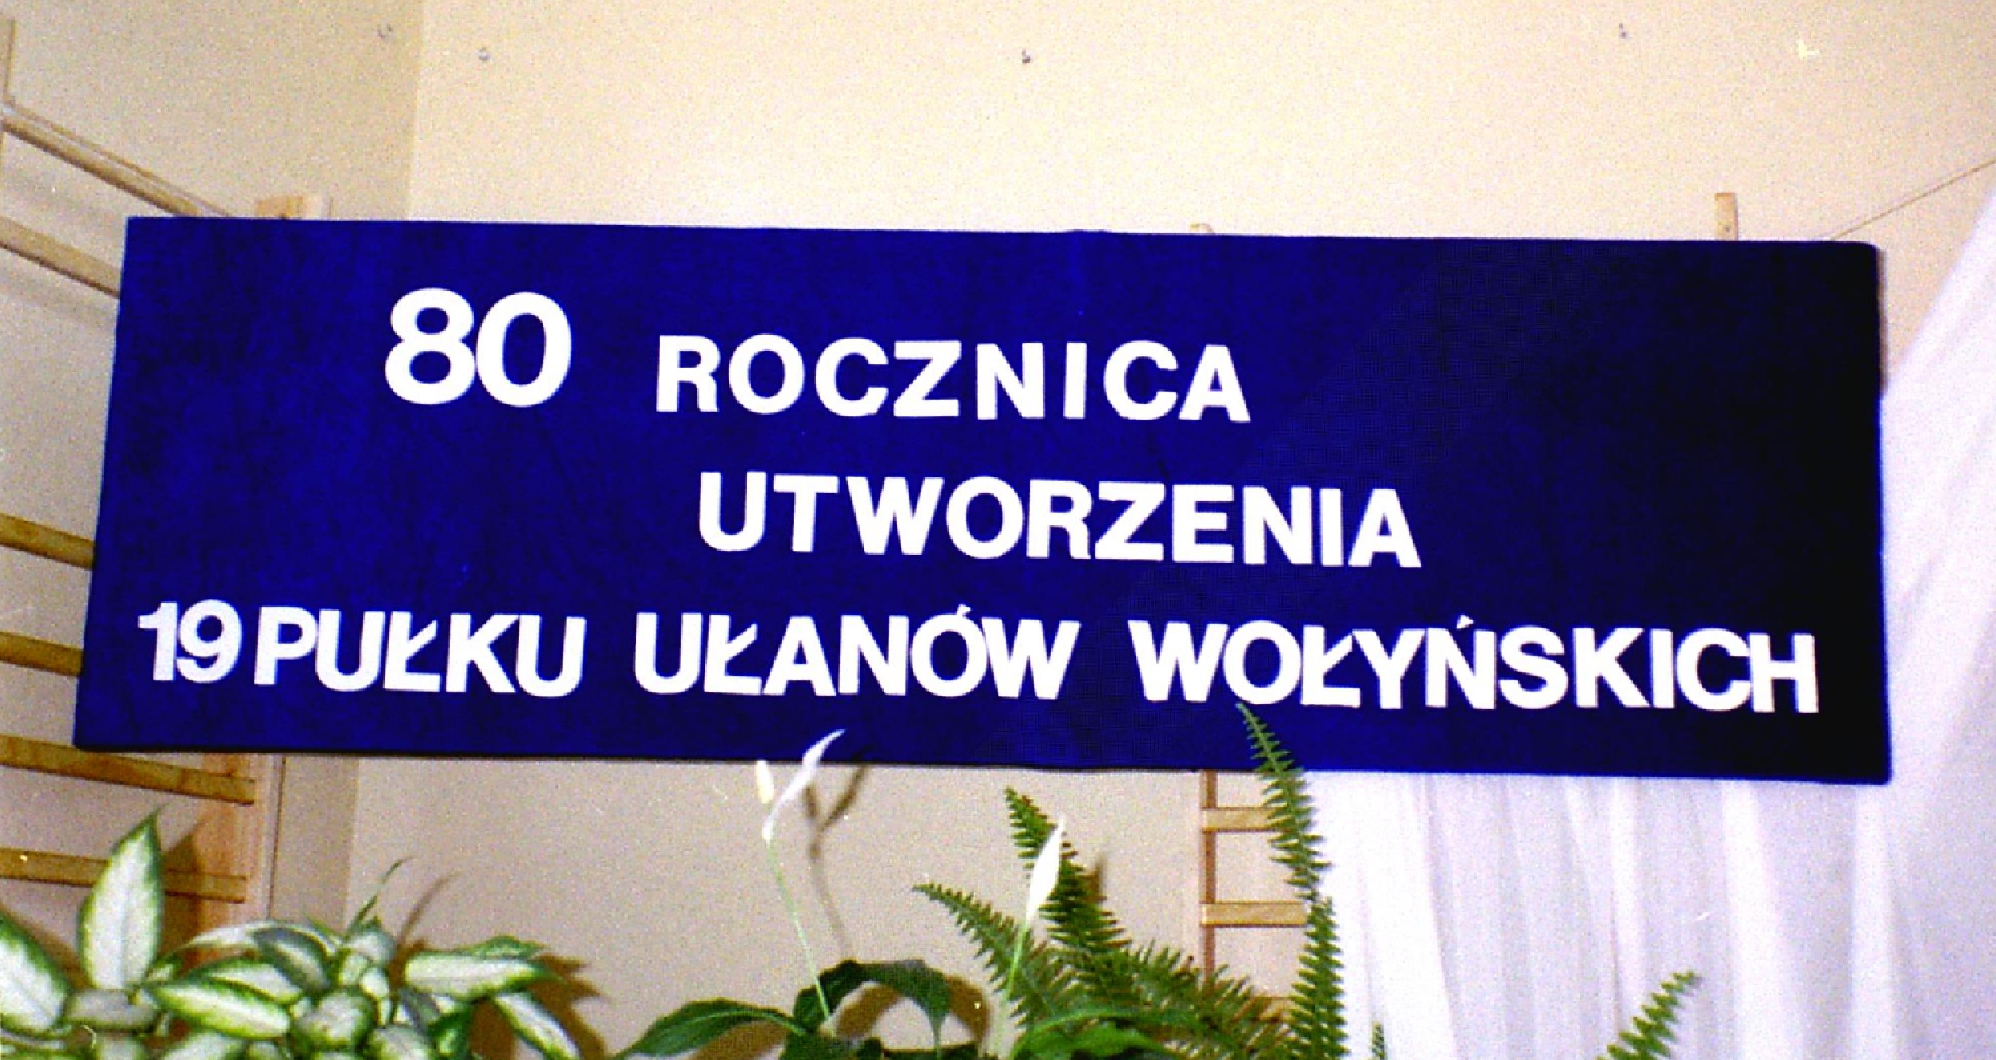 80 ROCZNICA
UTWORZENIA
19 PUŁKU UŁANÓW WOŁYŃSKICH